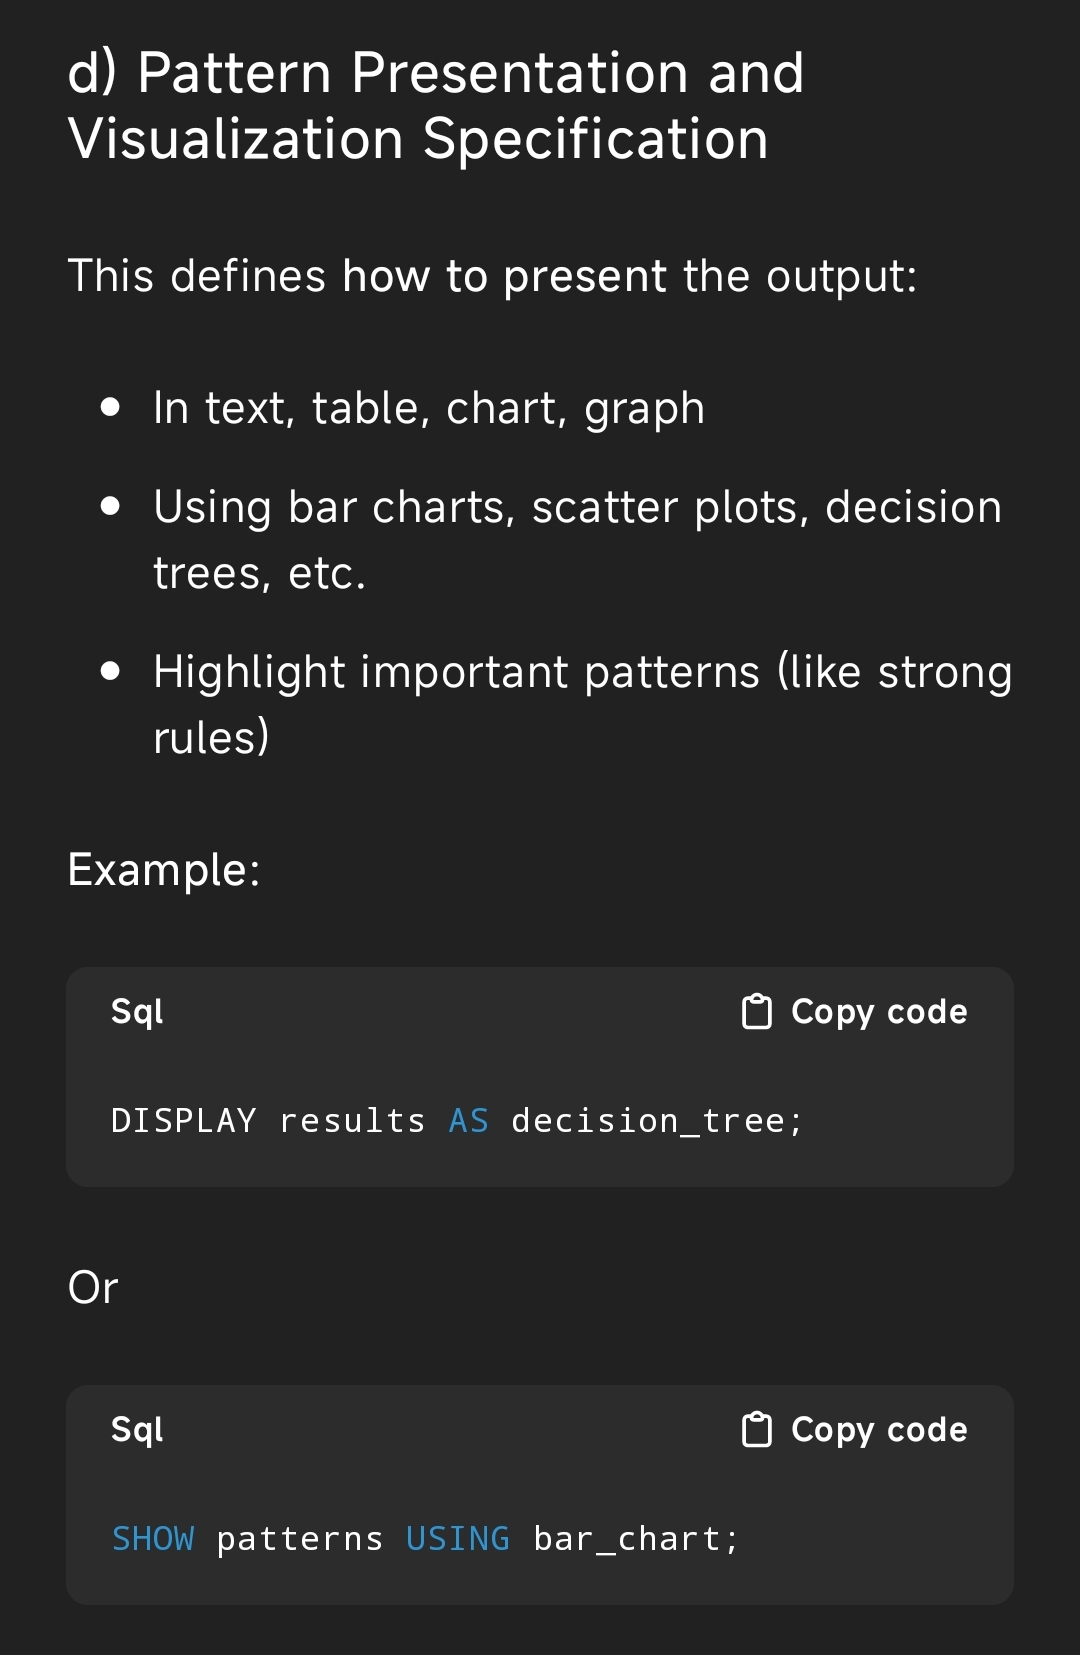 d) Pattern Presentation and
Visualization Specification
This defines how to present the output:
• In text, table, chart, graph
• Using bar charts, scatter plots, decision
trees, etc.
• Highlight important patterns (like strong
rules)
Example:
Sql Copy code
DISPLAY results AS decision_tree;
Or
Sql Copy code
SHOW patterns USING bar_chart;